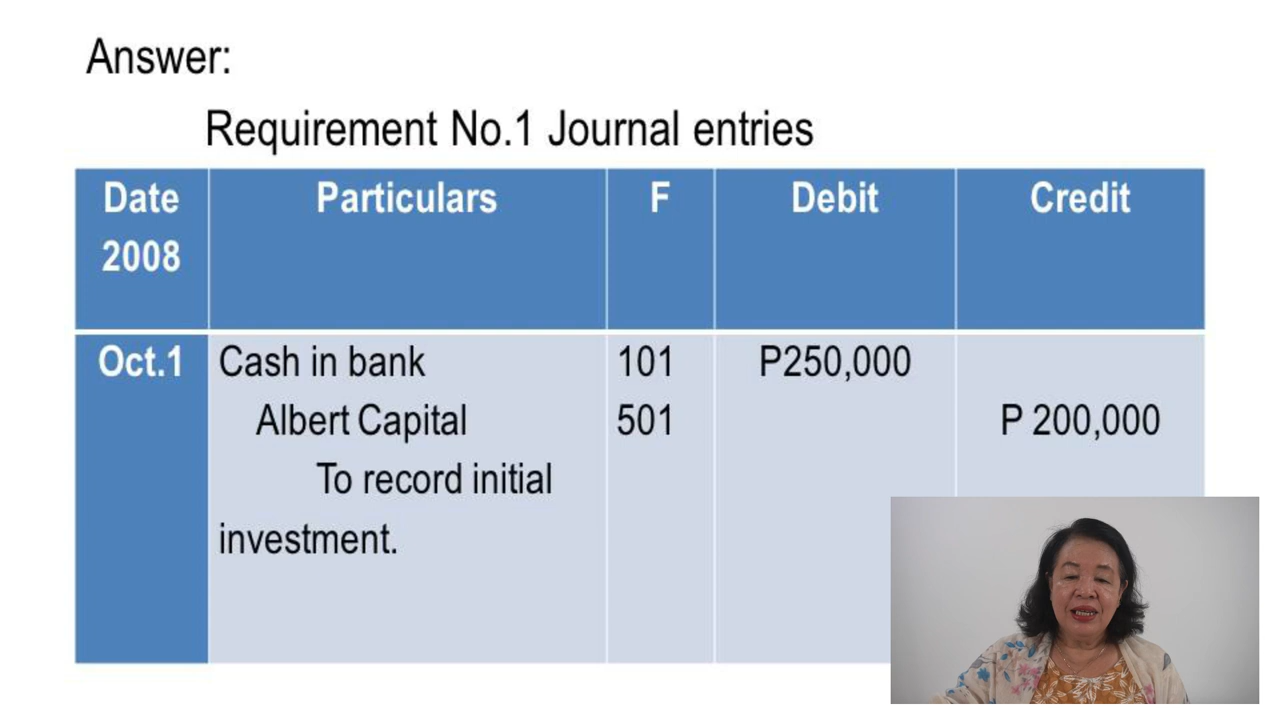 Answer:
Requirement No.1 Journal entries
Date Particulars F Debit Credit
2008
Oct.1 Cash in bank 101 P250,000
Albert Capital 501 P 200,000
To record initial
investment.